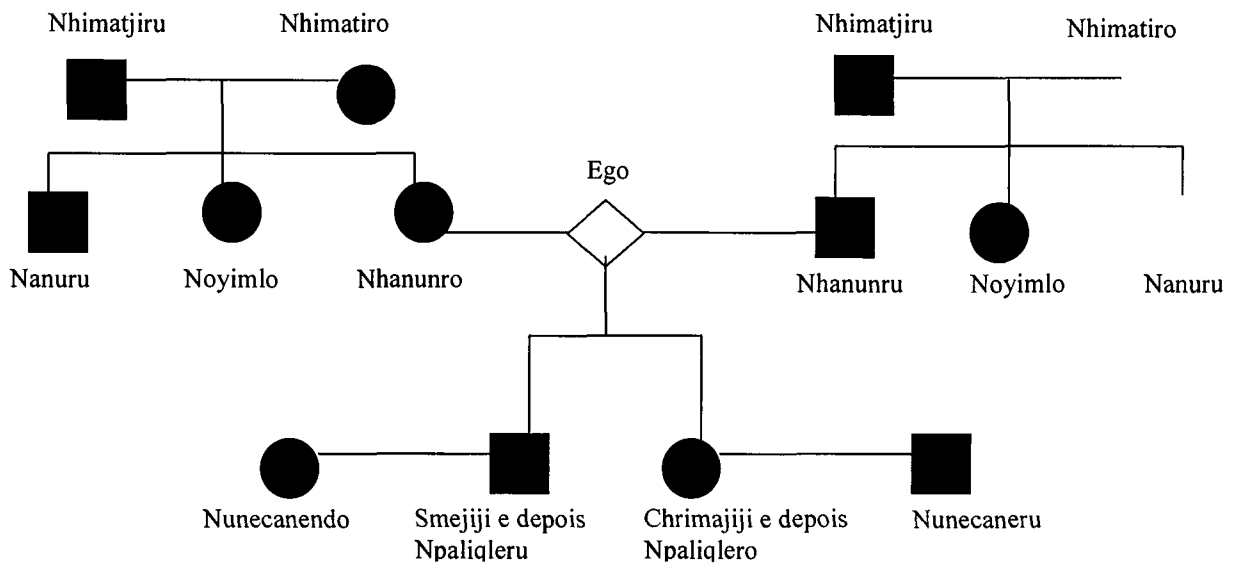 Nhimatjiru Nhimatiro Nhimatjiru Nhimatiro
Ego
Nanuru Noyimlo Nhanunro Nhanunru Noyimlo Nanuru
Nunecanendo Smejiji e depois Chrimajiji e depois Nunecaneru
Npaliqleru Npaliqlero